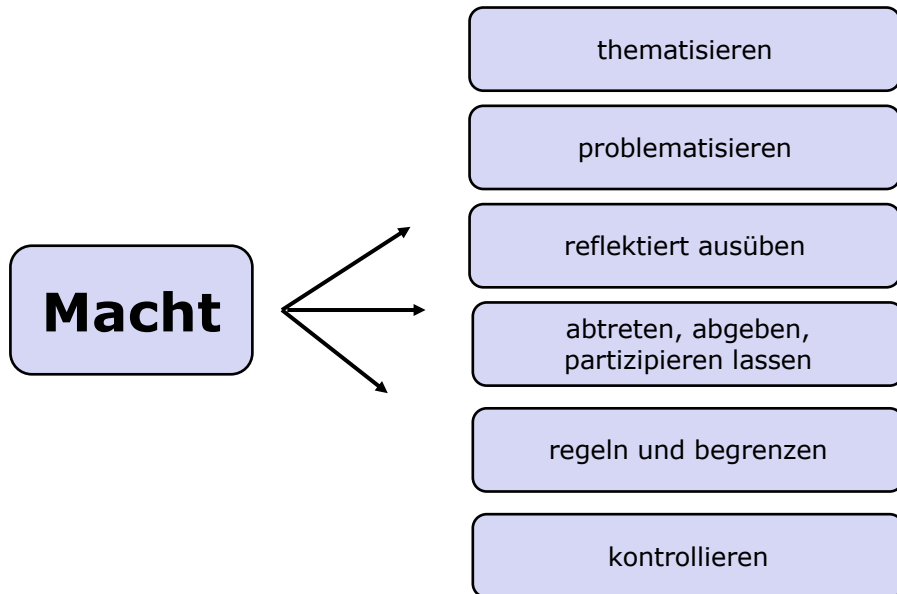 Macht
thematisieren
problematisieren
reflektiert ausüben
abtreten, abgeben,
partizipieren lassen
regeln und begrenzen
kontrollieren